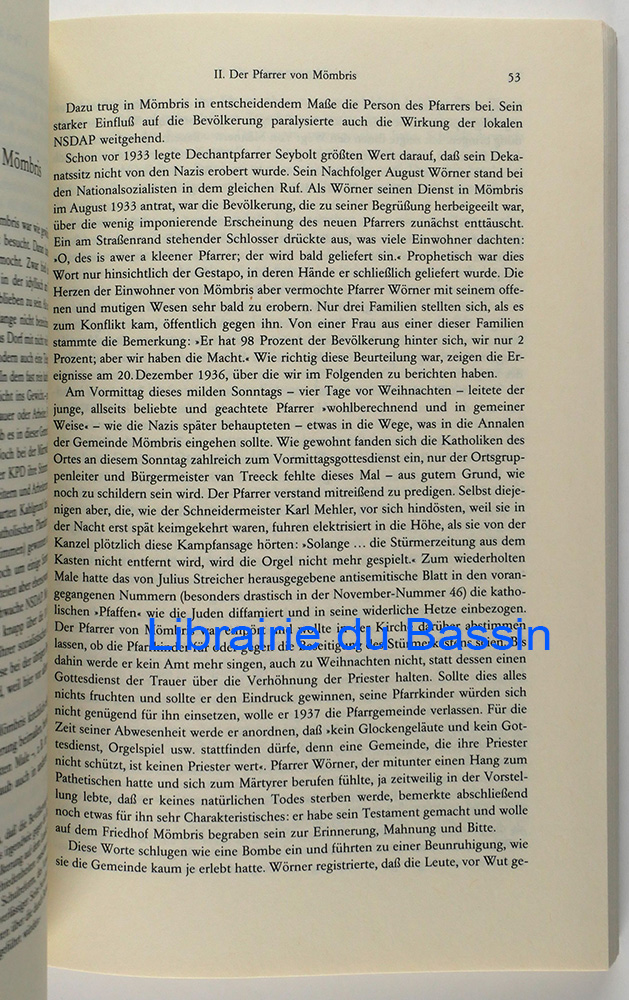 II. Der Pfarrer von Mömbris 53
Dazu trug in Mömbris in entscheidendem Maße die Person des Pfarrers bei. Sein
starker Einfluß auf die Bevölkerung paralysierte auch die Wirkung der lokalen
NSDAP weitgehend.
Schon vor 1933 legte Dechantpfarrer Seybolt größten Wert darauf, daß sein Deka-
natssitz nicht von den Nazis erobert wurde. Sein Nachfolger August Wörner stand bei
den Nationalsozialisten in dem gleichen Ruf. Als Wörner seinen Dienst in Mömbris
im August 1933 antrat, war die Bevölkerung, die zu seiner Begrüßung herbeigeeilt war,
über die wenig imponierende Erscheinung des neuen Pfarrers zunächst enttäuscht.
Ein am Straßenrand stehender Schlosser drückte aus, was viele Einwohner dachten:
»O, des is awer a kleener Pfarrer; der wird bald geliefert sin.« Prophetisch war dies
Wort nur hinsichtlich der Gestapo, in deren Hände er schließlich geliefert wurde. Die
Herzen der Einwohner von Mömbris aber vermochte Pfarrer Wörner mit seinem offe-
nen und mutigen Wesen sehr bald zu erobern. Nur drei Familien stellten sich, als es
zum Konflikt kam, öffentlich gegen ihn. Von einer Frau aus einer dieser Familien
stammte die Bemerkung: »Er hat 98 Prozent der Bevölkerung hinter sich, wir nur 2
Prozent; aber wir haben die Macht.« Wie richtig diese Beurteilung war, zeigen die Er-
eignisse am 20. Dezember 1936, über die wir im Folgenden zu berichten haben.
Am Vormittag dieses milden Sonntags – vier Tage vor Weihnachten – leitete der
junge, allseits beliebte und geachtete Pfarrer »wohlberechnend und in gemeiner
Weise« – wie die Nazis später behaupteten – etwas in die Wege, was in die Annalen
der Gemeinde Mömbris eingehen sollte. Wie gewohnt fanden sich die Katholiken des
Ortes an diesem Sonntag zahlreich zum Vormittagsgottesdienst ein, nur der Ortsgrup-
penleiter und Bürgermeister van Treeck fehlte dieses Mal – aus gutem Grund, wie
noch zu schildern sein wird. Der Pfarrer verstand mitreißend zu predigen. Selbst dieje-
nigen aber, die, wie der Schneidermeister Karl Mehler, vor sich hindösten, weil sie in
der Nacht erst spät keimgekehrt waren, fuhren elektrisiert in die Höhe, als sie von der
Kanzel plötzlich diese Kampfansage hörten: »Solange ... die Stürmerzeitung aus dem
Kasten nicht entfernt wird, wird die Orgel nicht mehr gespielt.« Zum wiederholten
Male hatte das von Julius Streicher herausgegebene antisemitische Blatt in den voran-
gegangenen Nummern (besonders drastisch in der November-Nummer 46) die katho-
lischen »Pfaffen« wie die Juden diffamiert und in seine widerliche Hetze einbezogen.
Der Pfarrer von Mömbris war empört und wollte in der Kirche darüber abstimmen
lassen, ob die Pfarrkinder für oder gegen die Beseitigung des Stürmerkastens seien. Bis
Librairie du Bassin
dahin werde er kein Amt mehr singen, auch zu Weihnachten nicht, statt dessen einen
Gottesdienst der Trauer über die Verhöhnung der Priester halten. Sollte dies alles
nichts fruchten und sollte er den Eindruck gewinnen, seine Pfarrkinder würden sich
nicht genügend für ihn einsetzen, wolle er 1937 die Pfarrgemeinde verlassen. Für die
Zeit seiner Abwesenheit werde er anordnen, daß »kein Glockengeläute und kein Got-
tesdienst, Orgelspiel usw. stattfinden dürfe, denn eine Gemeinde, die ihre Priester
nicht schützt, ist keinen Priester wert«. Pfarrer Wörner, der mitunter einen Hang zum
Pathetischen hatte und sich zum Märtyrer berufen fühlte, ja zeitweilig in der Vorstel-
lung lebte, daß er keines natürlichen Todes sterben werde, bemerkte abschließend
noch etwas für ihn sehr Charakteristisches: er habe sein Testament gemacht und wolle
auf dem Friedhof Mömbris begraben sein zur Erinnerung, Mahnung und Bitte.
Diese Worte schlugen wie eine Bombe ein und führten zu einer Beunruhigung, wie
sie die Gemeinde kaum je erlebt hatte. Wörner registrierte, daß die Leute, vor Wut ge-